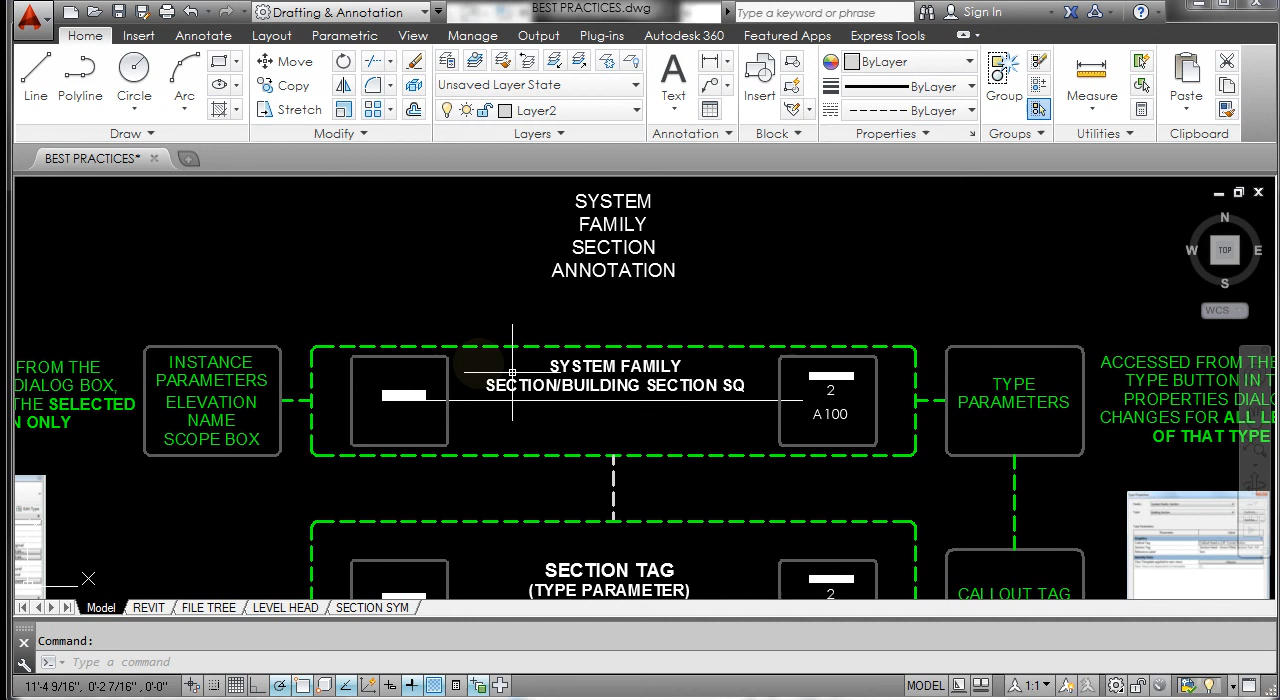 Drafting & Annotation
BEST PRACTICES.dwg
Type a keyword or phrase
Sign In
Home Insert Annotate Layout Parametric View Manage Output Plug-ins Autodesk 360 Featured Apps Express Tools
Line Polyline Circle Arc
Move
Copy
Stretch
Unsaved Layer State
Layer2
Text
Insert
ByLayer
ByLayer
ByLayer
Group
Measure
Paste
Draw Modify Layers Annotation Block Properties Groups Utilities Clipboard
BEST PRACTICES*
SYSTEM
FAMILY
SECTION
ANNOTATION
N
W TOP E
S
WCS
FROM THE
DIALOG BOX,
THE SELECTED
N ONLY
INSTANCE
PARAMETERS
ELEVATION
NAME
SCOPE BOX
SYSTEM FAMILY
SECTION/BUILDING SECTION SQ
2
A100
TYPE
PARAMETERS
ACCESSED FROM THE
TYPE BUTTON IN T
PROPERTIES DIALO
CHANGES FOR ALL LE
OF THAT TYPE
SECTION TAG
(TYPE PARAMETER)
2
CALLOUT TAG
Model REVIT FILE TREE LEVEL HEAD SECTION SYM
Command:
Type a command
11'-4 9/16", 0'-2 7/16", 0'-0"
MODEL
1:1